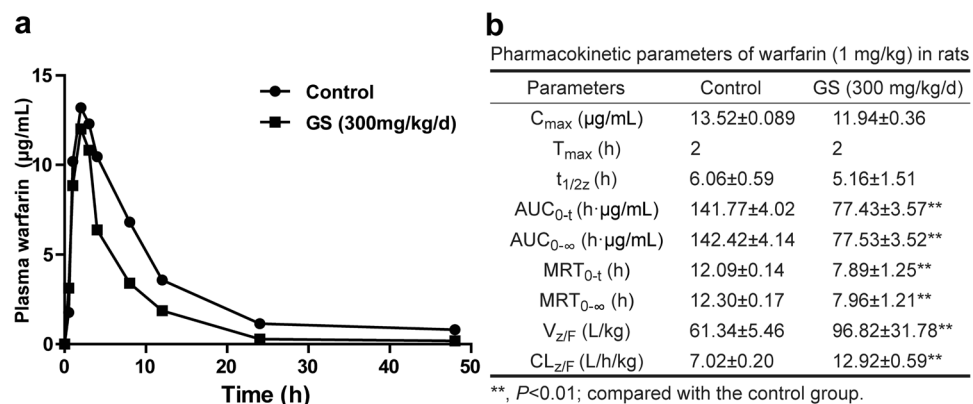 a
Plasma warfarin (μg/mL)
15
10
5
0
0 10 20 30 40 50
Time (h)
Control
GS (300mg/kg/d)
b
Pharmacokinetic parameters of warfarin (1 mg/kg) in rats
Parameters Control GS (300 mg/kg/d)
Cmax (μg/mL) 13.52±0.089 11.94±0.36
Tmax (h) 2 2
t1/2z (h) 6.06±0.59 5.16±1.51
AUC0-t (h·μg/mL) 141.77±4.02 77.43±3.57**
AUC0-∞ (h·μg/mL) 142.42±4.14 77.53±3.52**
MRT0-t (h) 12.09±0.14 7.89±1.25**
MRT0-∞ (h) 12.30±0.17 7.96±1.21**
Vz/F (L/kg) 61.34±5.46 96.82±31.78**
CLz/F (L/h/kg) 7.02±0.20 12.92±0.59**
**, P<0.01; compared with the control group.